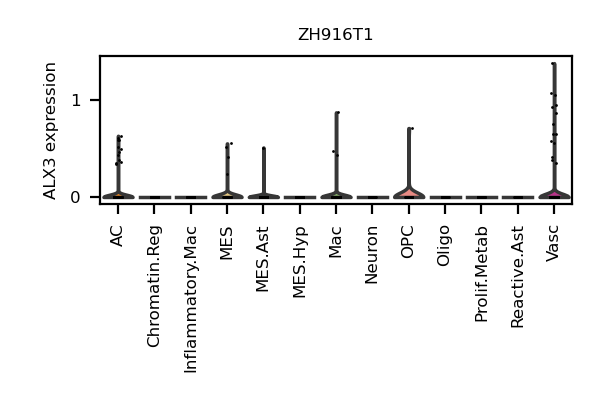 ZH916T1
ALX3 expression
1
0
AC
Chromatin.Reg
Inflammatory.Mac
MES
MES.Ast
MES.Hyp
Mac
Neuron
OPC
Oligo
Prolif.Metab
Reactive.Ast
Vasc